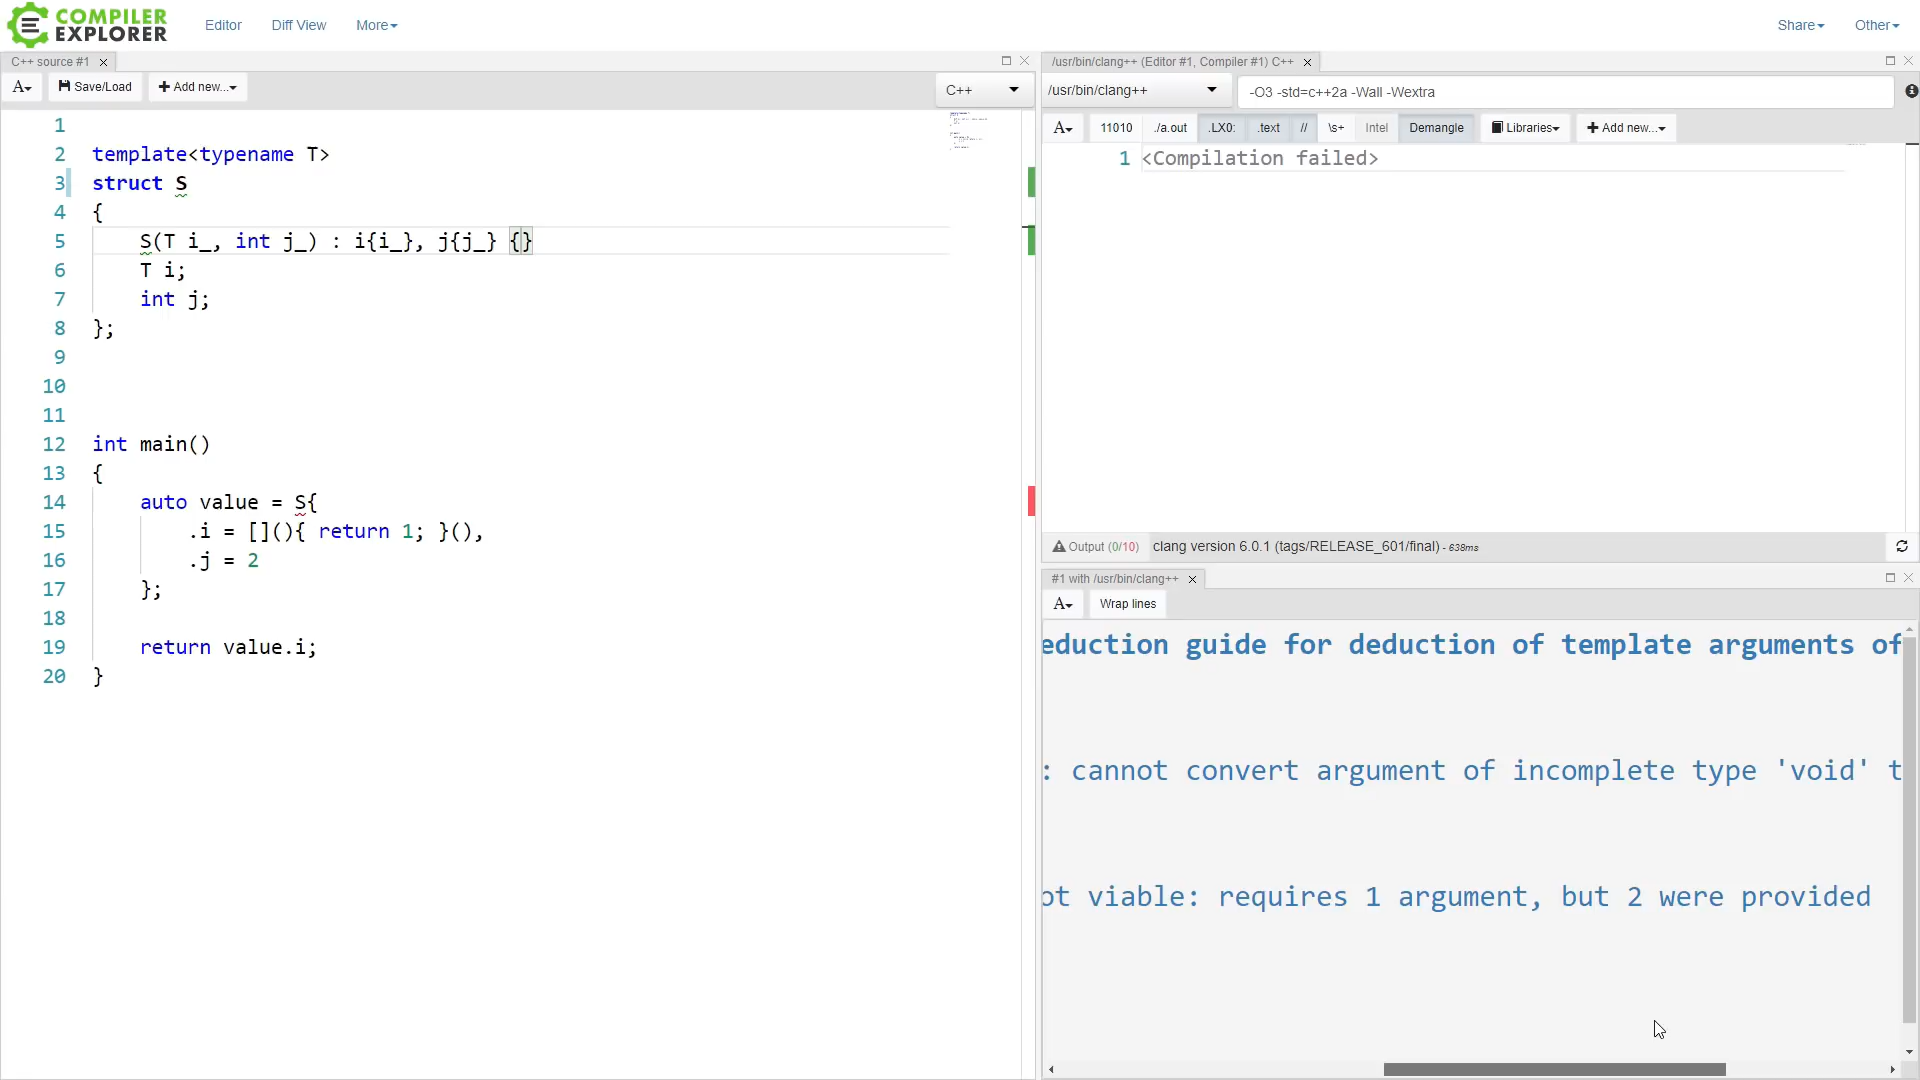 COMPILER
EXPLORER
Editor
Diff View
More
Share
Other
C++ source #1
A
Save/Load
Add new...
C++
1
2 template<typename T>
3 struct S
4 {
5 S(T i_, int j_) : i{i_}, j{j_} {}
6 T i;
7 int j;
8 };
9
10
11
12 int main()
13 {
14 auto value = S{
15 .i = [](){ return 1; }(),
16 .j = 2
17 };
18
19 return value.i;
20 }
/usr/bin/clang++ (Editor #1, Compiler #1) C++
/usr/bin/clang++
-O3 -std=c++2a -Wall -Wextra
A 11010 ./a.out .LX0: .text // \s+ Intel Demangle Libraries Add new...
1 <Compilation failed>
Output (0/10) clang version 6.0.1 (tags/RELEASE_601/final) - 638ms
#1 with /usr/bin/clang++
A Wrap lines
eduction guide for deduction of template arguments of
: cannot convert argument of incomplete type 'void' t
ot viable: requires 1 argument, but 2 were provided